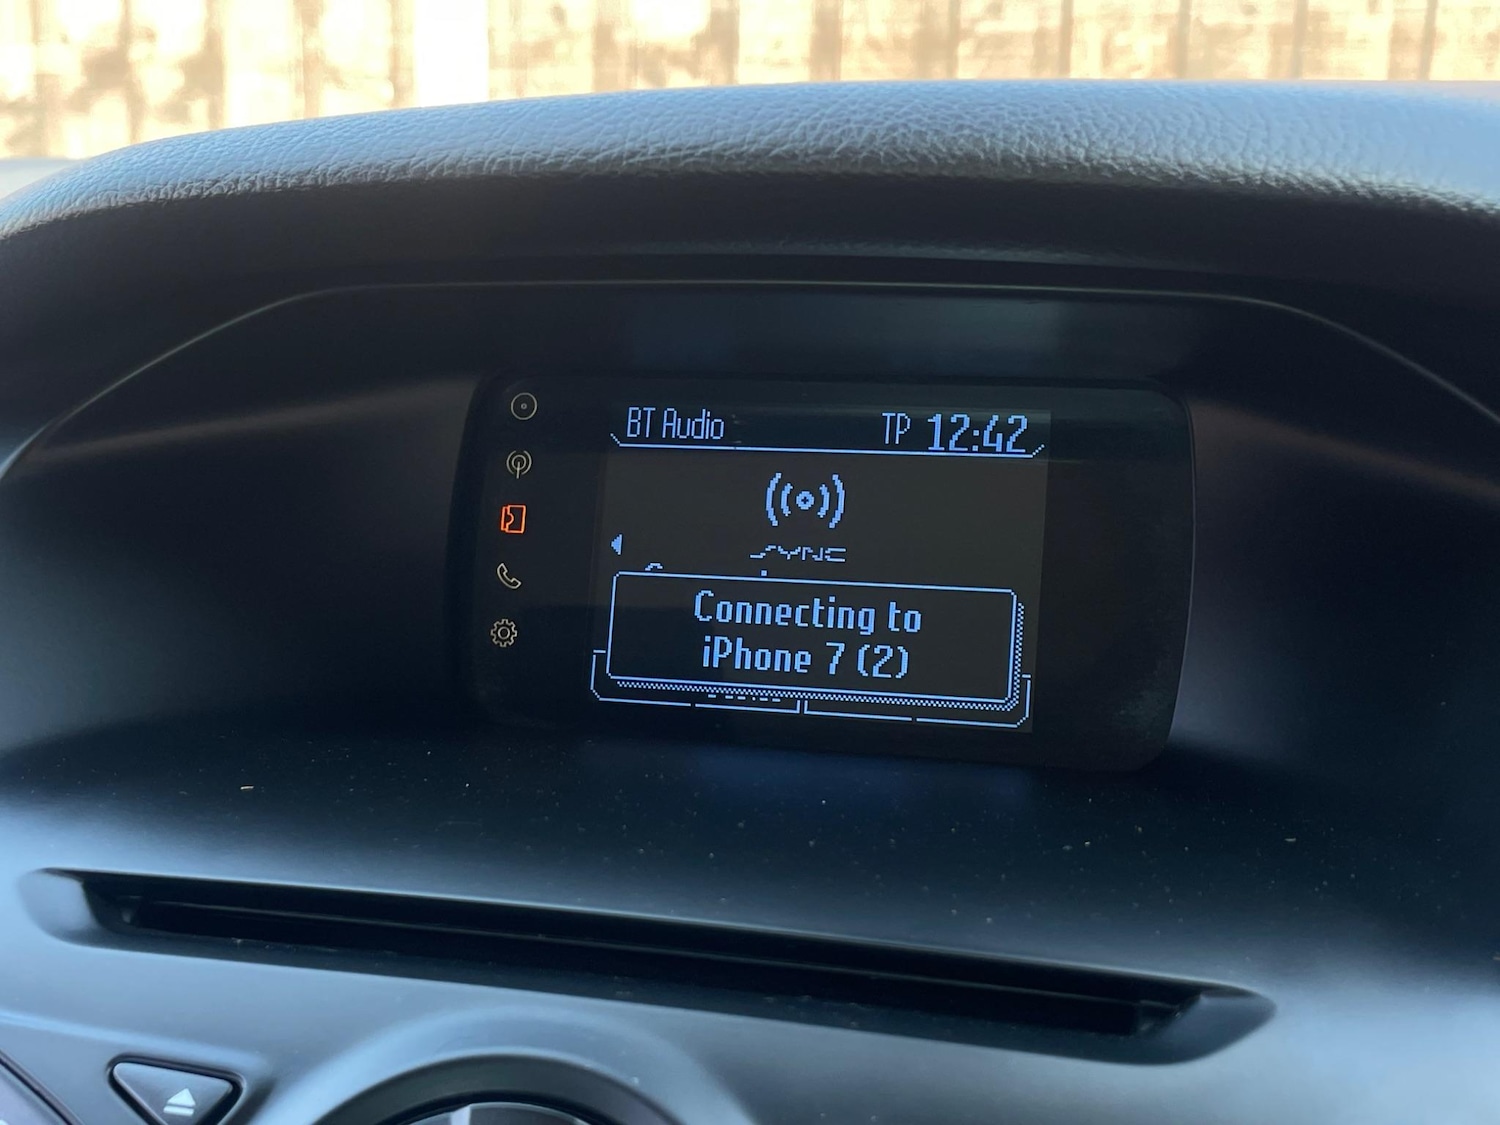 BT Audio TP 12:42
SYNC
Connecting to
iPhone 7 (2)